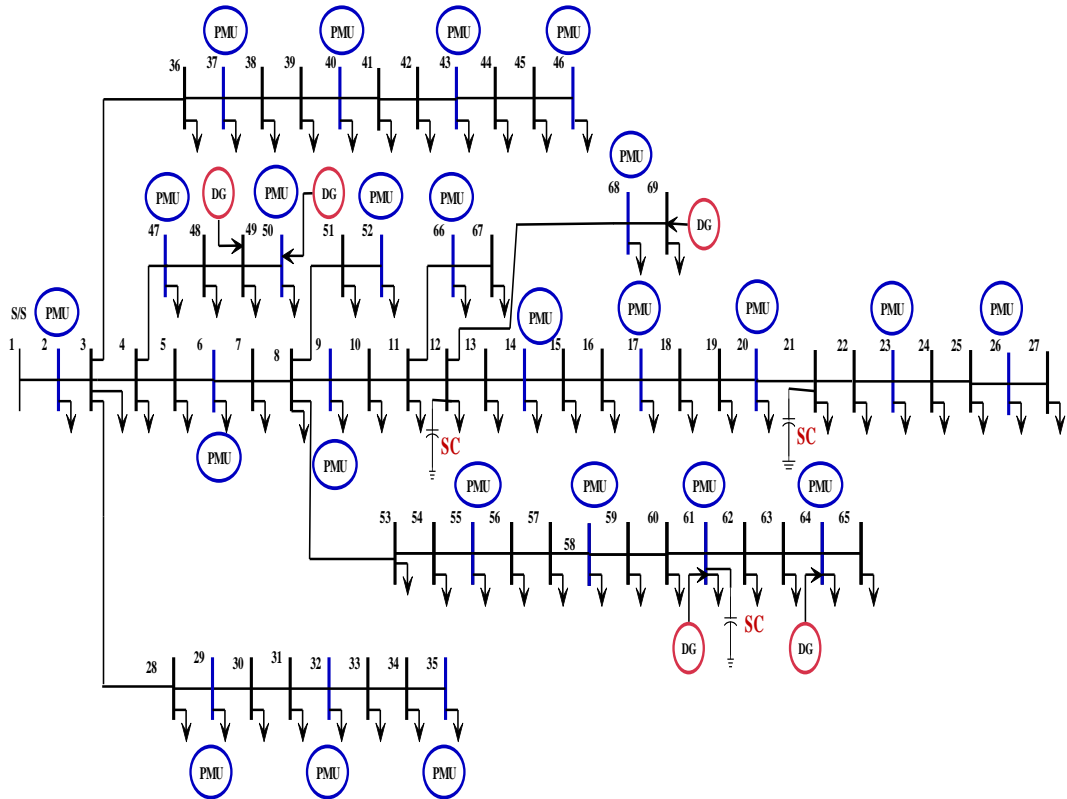 PMU PMU PMU PMU
36 37 38 39 40 41 42 43 44 45 46
PMU
PMU DG PMU DG PMU PMU
68 69
DG
47 48 49 50 51 52 66 67
S/S PMU PMU PMU PMU PMU PMU
1 2 3 4 5 6 7 8 9 10 11 12 13 14 15 16 17 18 19 20 21 22 23 24 25 26 27
SC SC
PMU PMU
PMU PMU PMU PMU
53 54 55 56 57 58 59 60 61 62 63 64 65
SC
DG DG
28 29 30 31 32 33 34 35
PMU PMU PMU